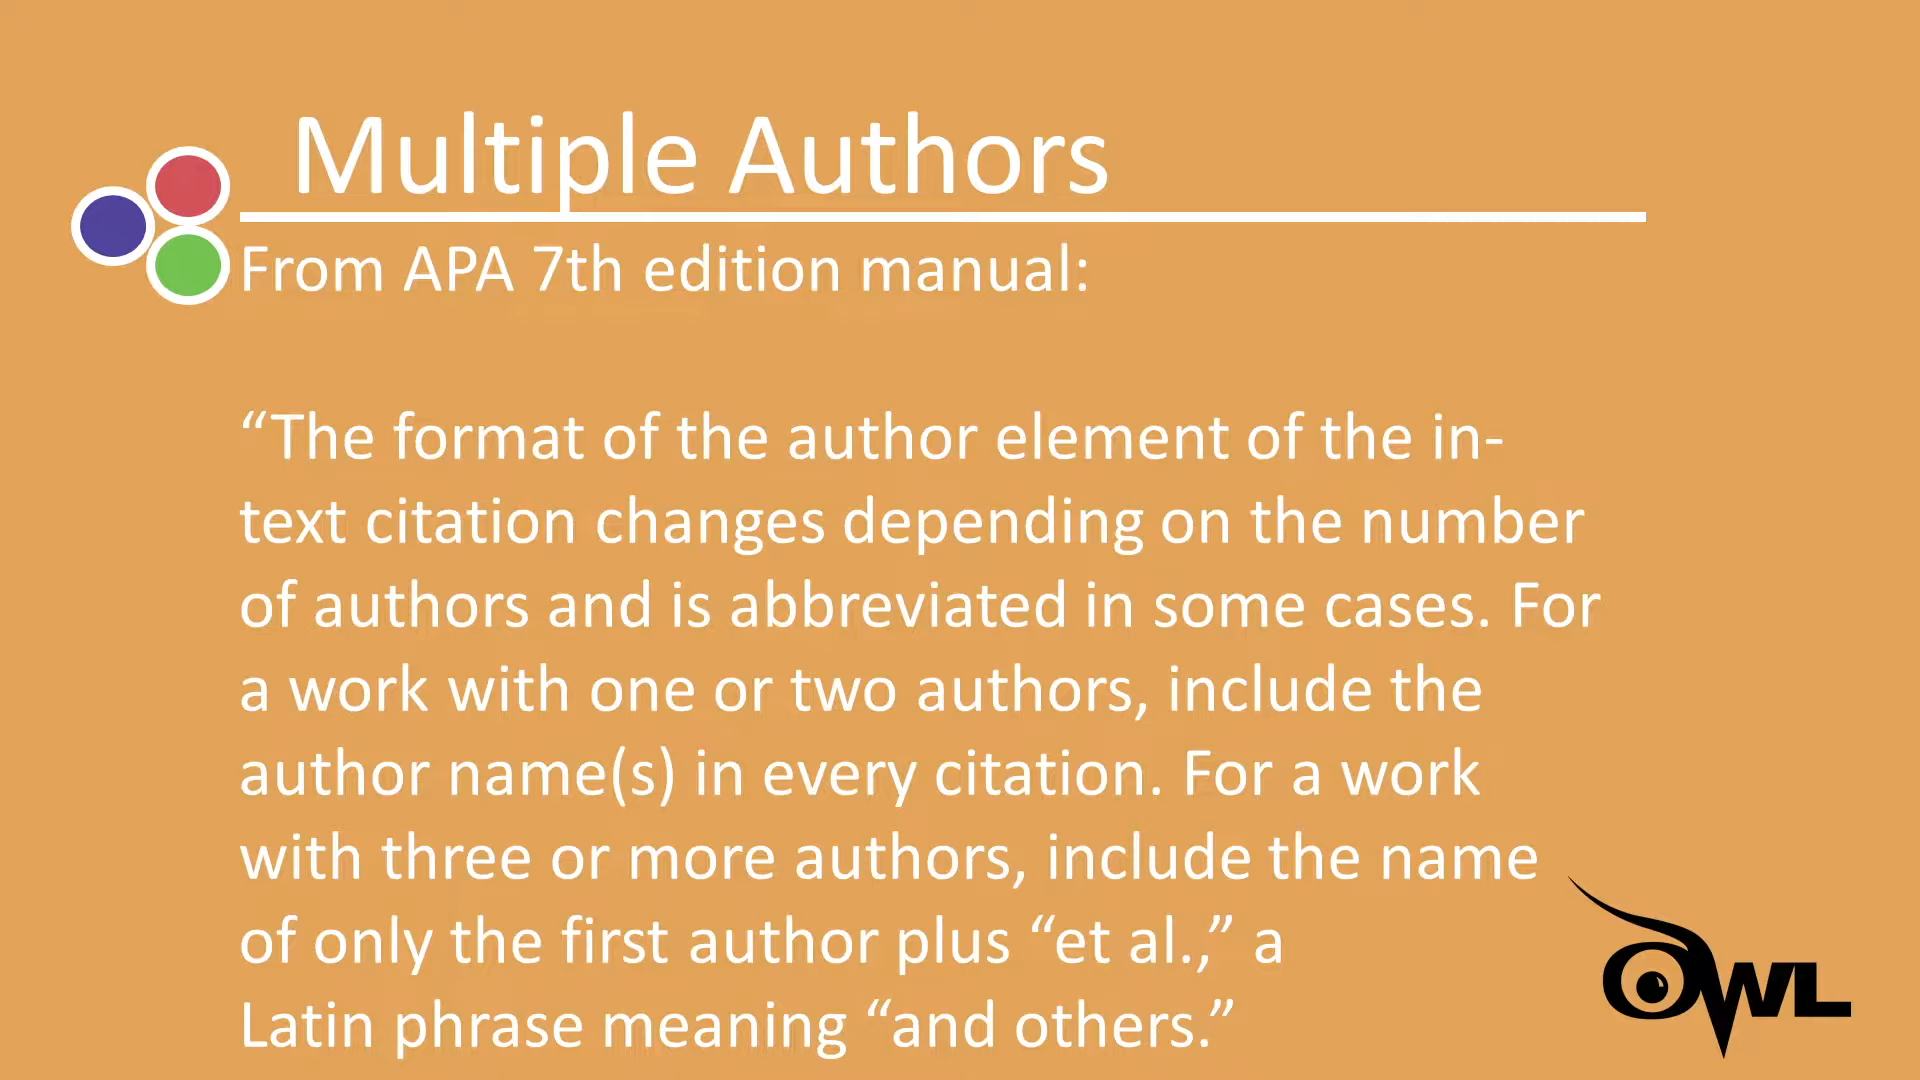 Multiple Authors
From APA 7th edition manual:
“The format of the author element of the in-
text citation changes depending on the number
of authors and is abbreviated in some cases. For
a work with one or two authors, include the
author name(s) in every citation. For a work
with three or more authors, include the name
of only the first author plus “et al.,” a
Latin phrase meaning “and others.”
OWL